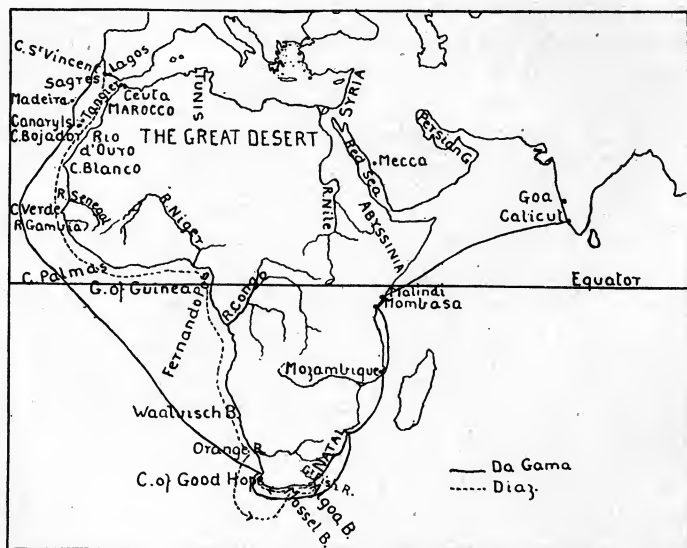 C. St Vincent
Lagos
Sagres
Tangier
Ceuta
Madeira
MAROCCO
TUNIS
SYRIA
Canary Is
C. Bojador
RIO
d'OURO
THE GREAT DESERT
Persian G.
Red Sea
Mecca
C. Blanco
R. Senegal
C. Verde
R. Gambia
R. Niger
R. Nile
ABYSSINIA
Goa
Calicut
C. Palmas
G. of Guinea
Equator
Fernando
R. Congo
Malindi
Mombasa
Mozambique
Waalvisch B.
Orange R.
NATAL
C. of Good Hope
Mossel B.
Algoa B.
Da Gama
Diaz.